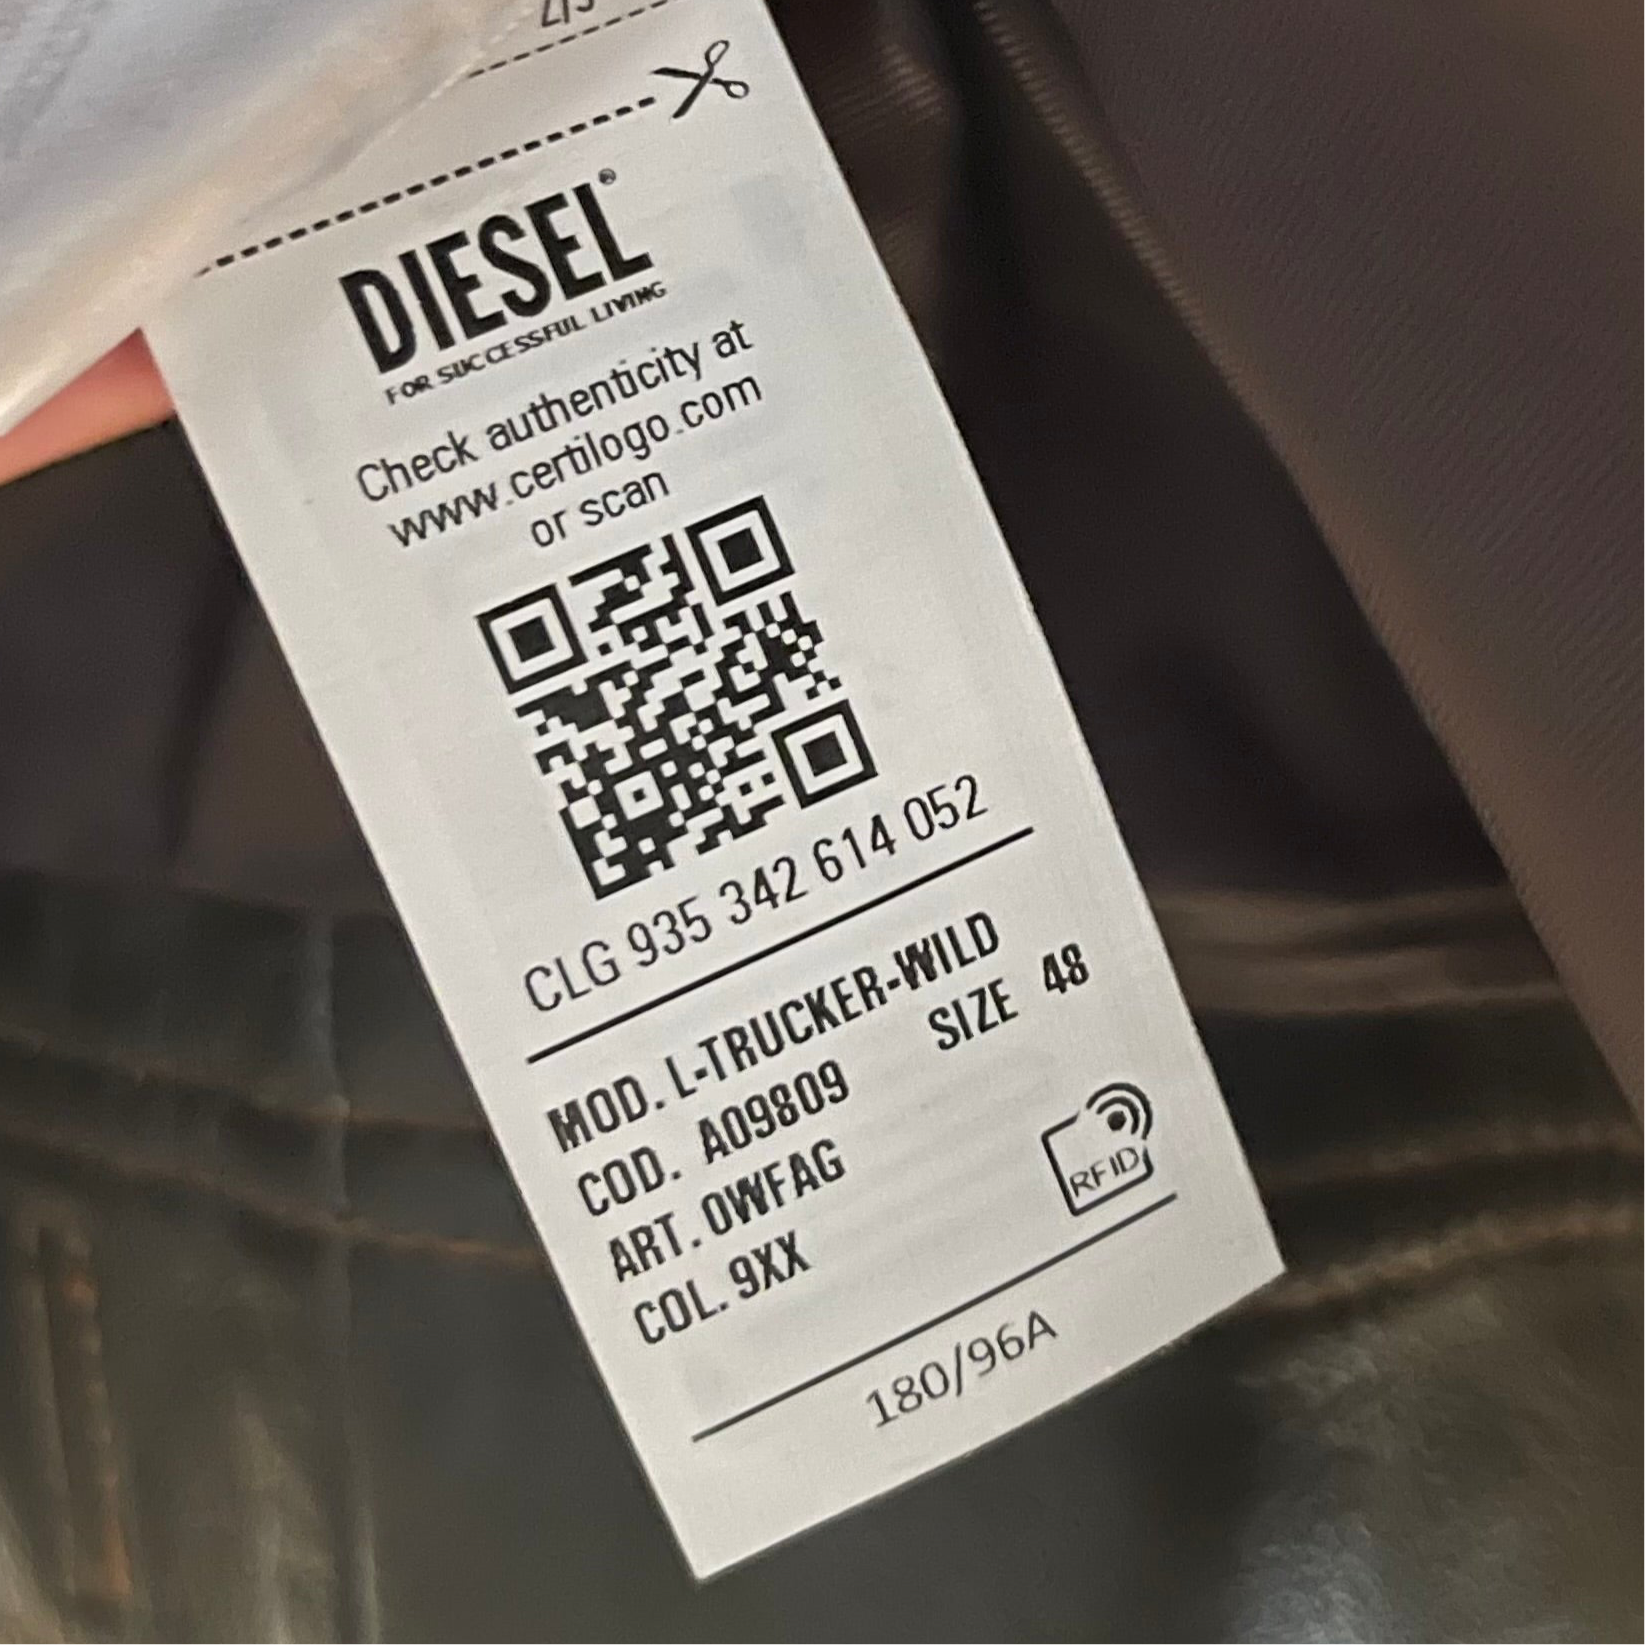 DIESEL®
FOR SUCCESSFUL LIVING
Check authenticity at
www.certilogo.com
or scan
CLG 935 342 614 052
MOD. L-TRUCKER-WILD
COD. A09809 SIZE 48
ART. 0WFAG
COL. 9XX
RFID
180/96A